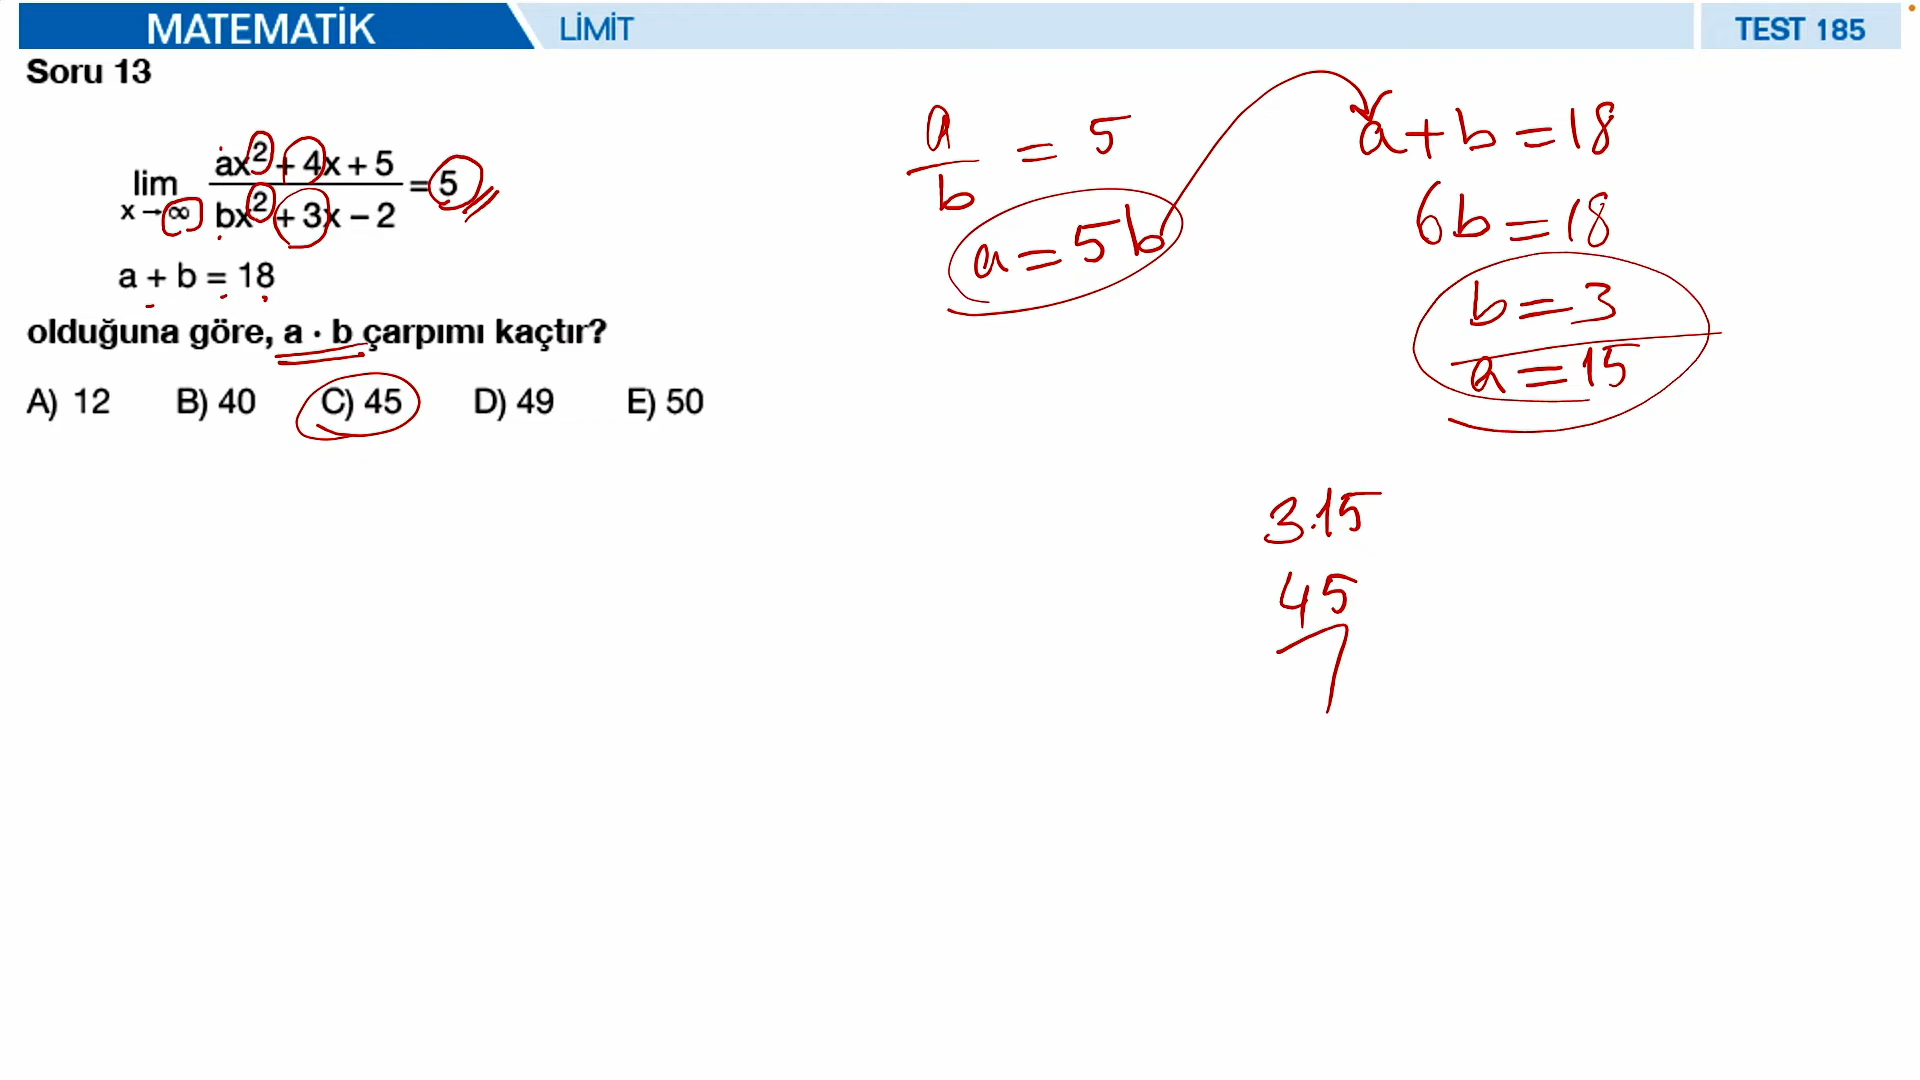 MATEMATİK
LİMİT
TEST 185
Soru 13
lim x→∞ (ax² + 4x + 5)/(bx² + 3x − 2) = 5
a + b = 18
olduğuna göre, a · b çarpımı kaçtır?
A) 12 B) 40 C) 45 D) 49 E) 50
a/b = 5
a = 5b
a + b = 18
6b = 18
b = 3
a = 15
3.15
45